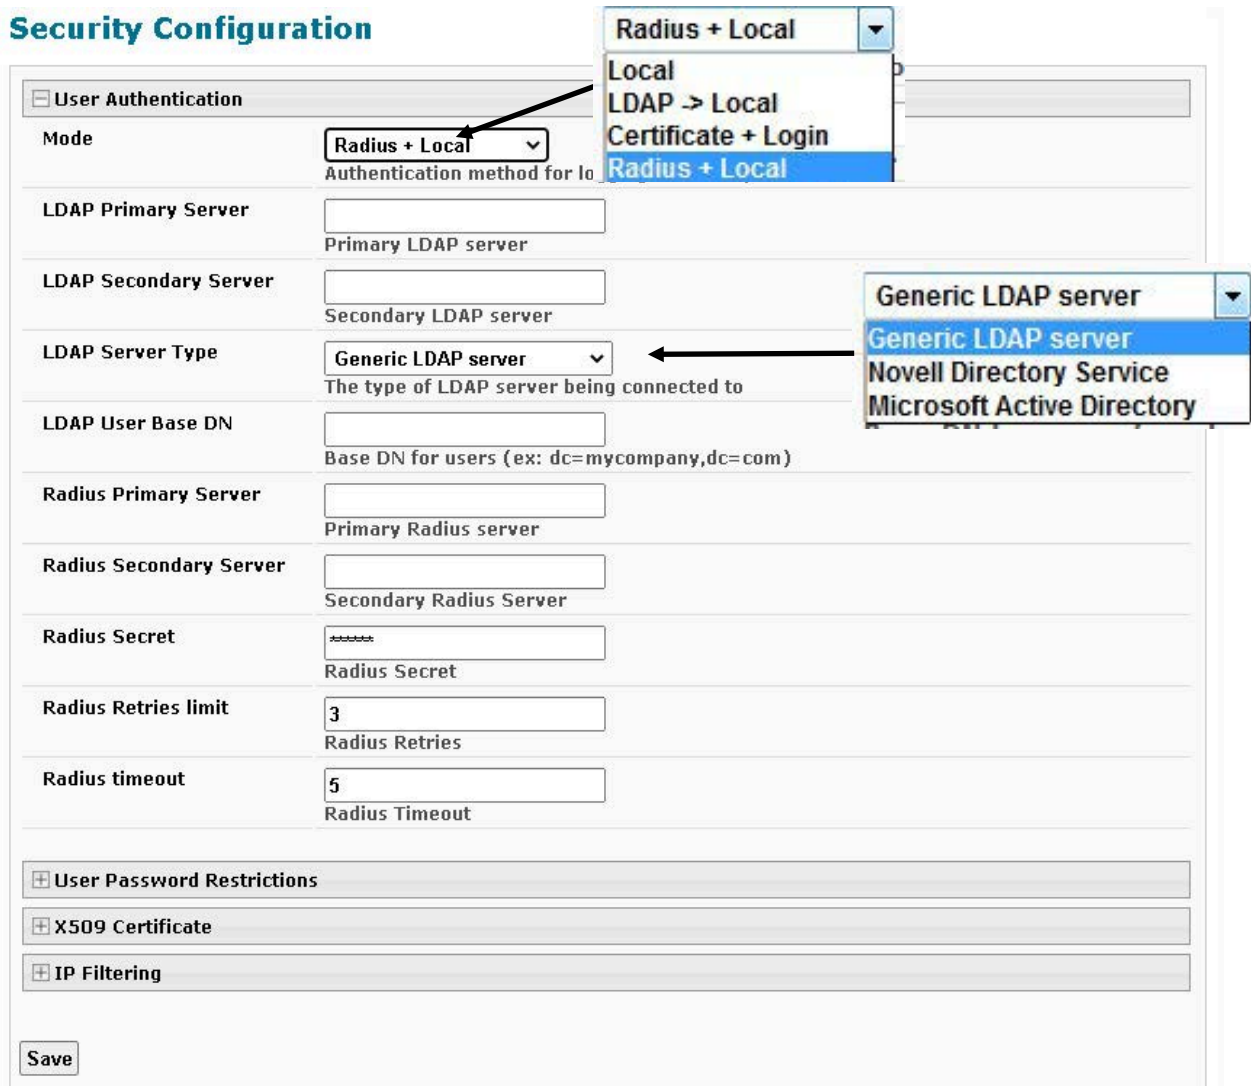 Security Configuration
Radius + Local
Local
LDAP -> Local
Certificate + Login
Radius + Local
User Authentication
Mode
Radius + Local
Authentication method for
LDAP Primary Server
Primary LDAP server
LDAP Secondary Server
Secondary LDAP server
Generic LDAP server
Generic LDAP server
Novell Directory Service
Microsoft Active Directory
LDAP Server Type
Generic LDAP server
The type of LDAP server being connected to
LDAP User Base DN
Base DN for users (ex: dc=mycompany,dc=com)
Radius Primary Server
Primary Radius server
Radius Secondary Server
Secondary Radius Server
Radius Secret
******
Radius Secret
Radius Retries limit
3
Radius Retries
Radius timeout
5
Radius Timeout
User Password Restrictions
X509 Certificate
IP Filtering
Save